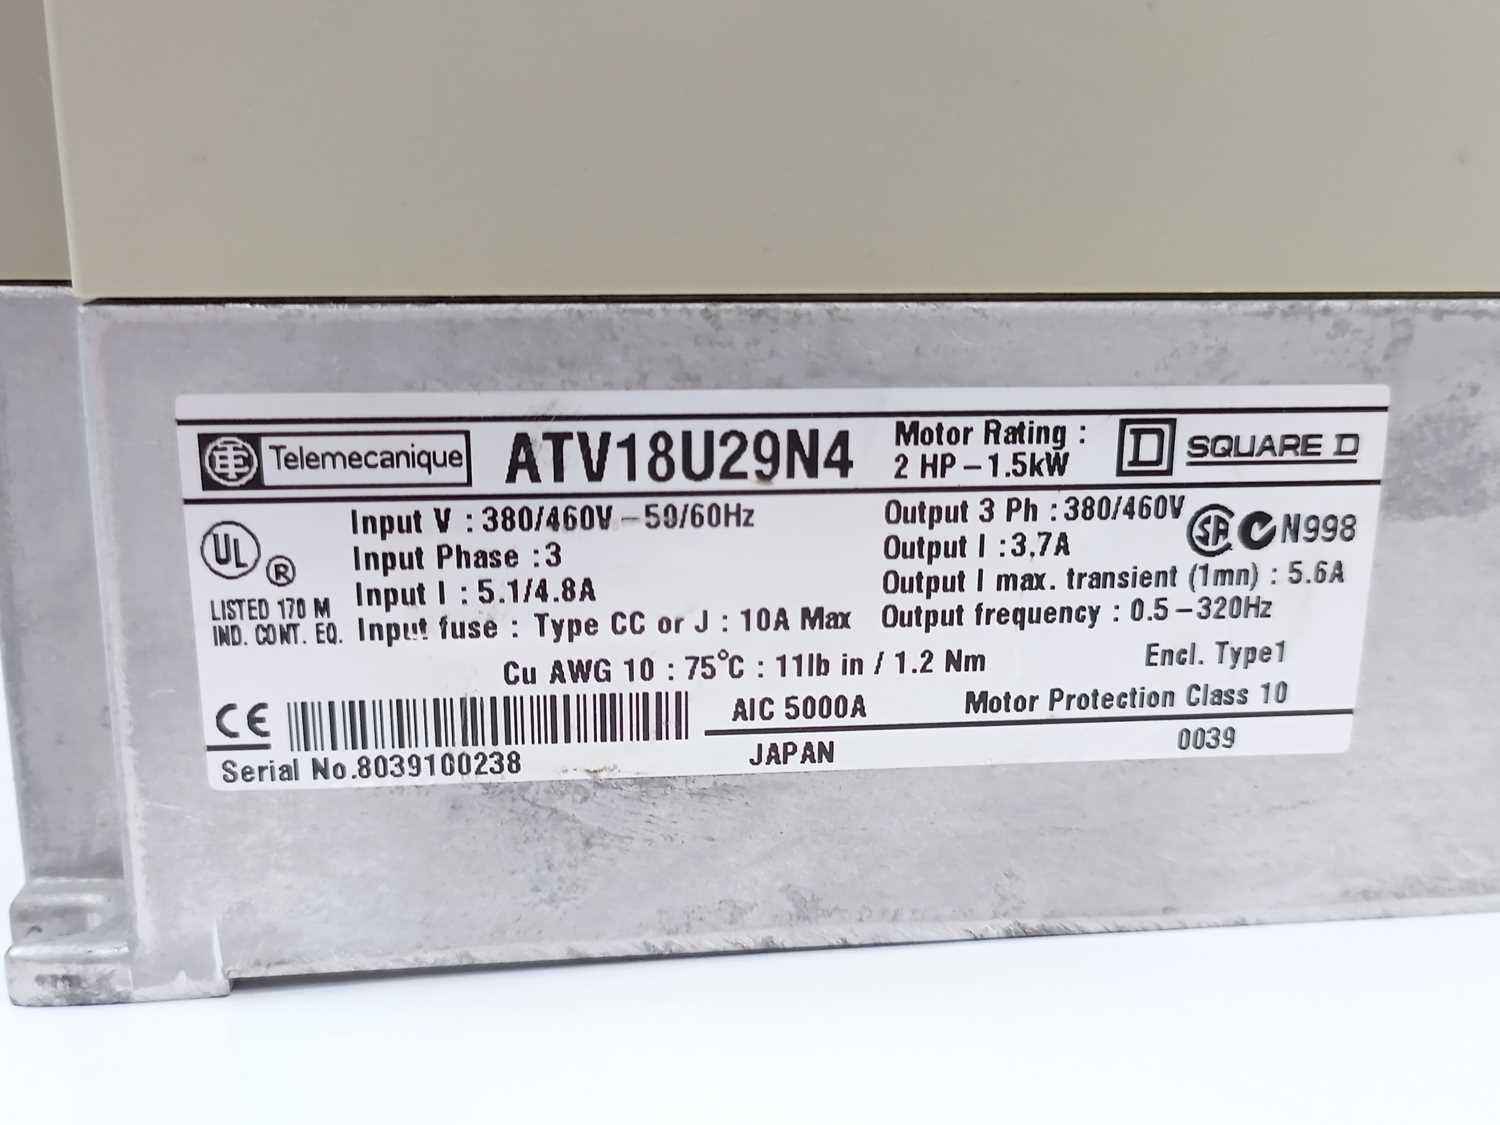 Telemecanique ATV18U29N4 Motor Rating : SQUARE D
2 HP – 1.5kW
UL ®
LISTED 170 M
IND. CONT. EQ.
Input V : 380/460V – 50/60Hz
Input Phase : 3
Input I : 5.1/4.8A
Input fuse : Type CC or J : 10A Max
Output 3 Ph : 380/460V
Output I : 3,7A
N998
Output I max. transient (1mn) : 5.6A
Output frequency : 0.5 – 320Hz
Cu AWG 10 : 75°C : 11lb in / 1.2 Nm
Encl. Type1
CE
AIC 5000A
Motor Protection Class 10
Serial No.8039100238
JAPAN
0039